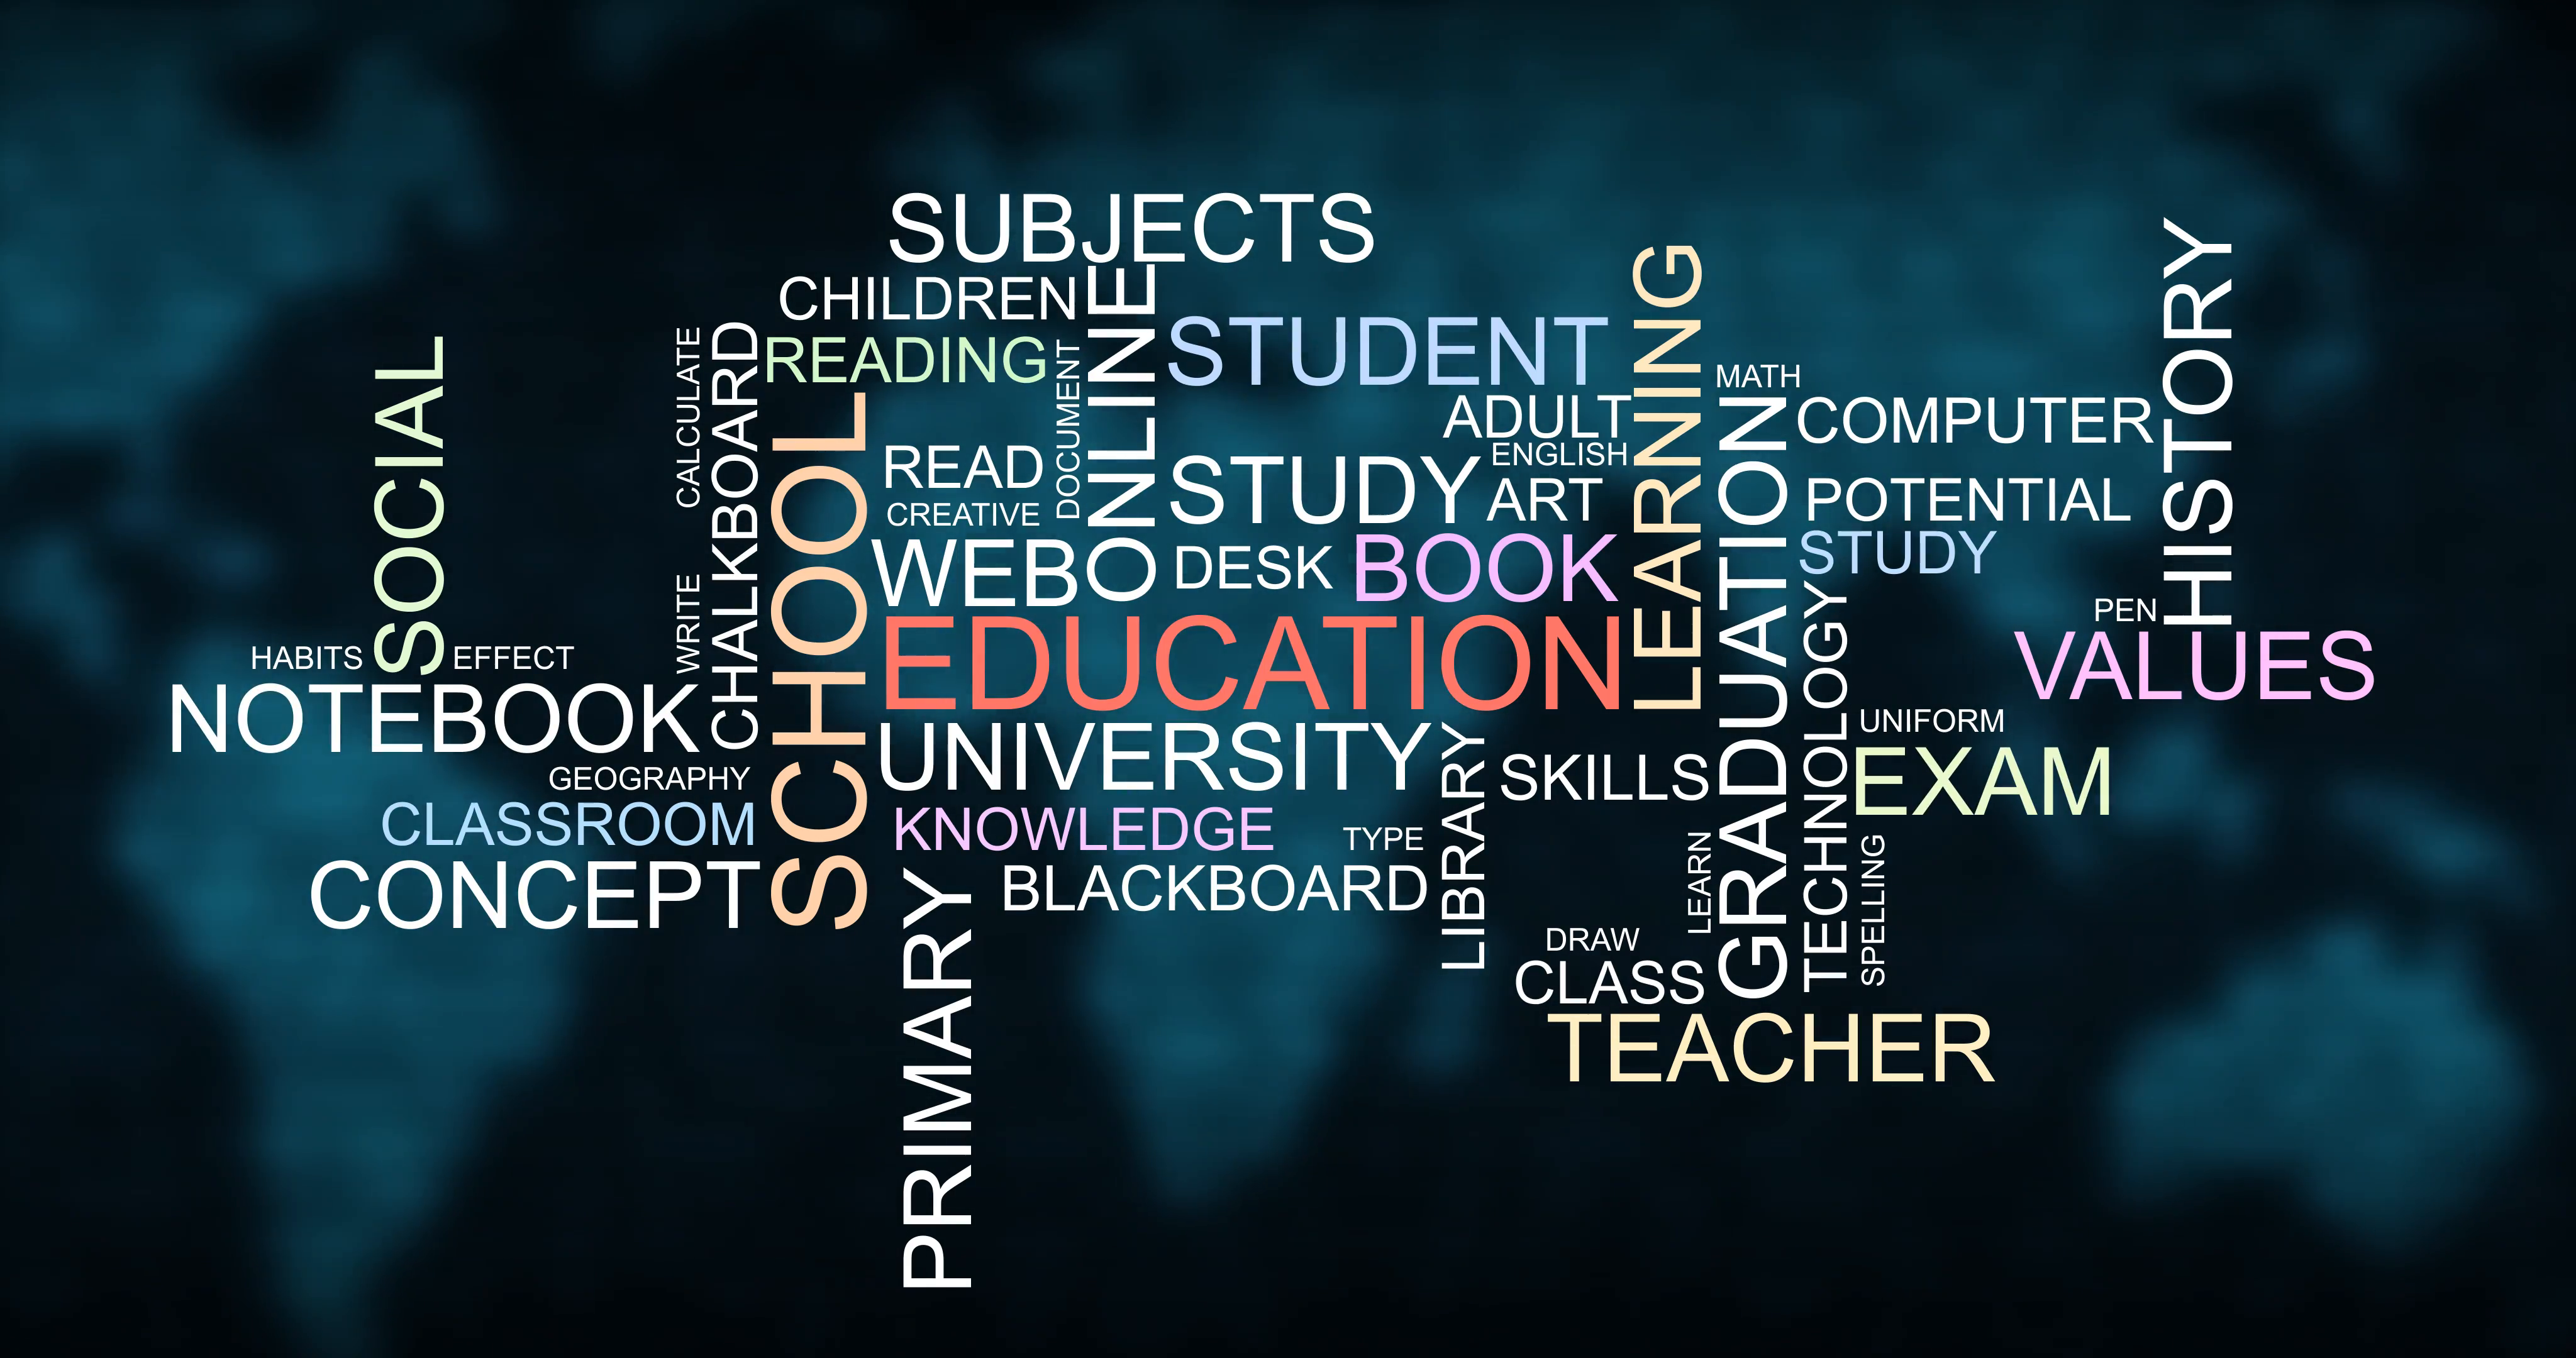 SUBJECTS
CHILDREN
ONLINE
READING
STUDENT
LEARNING
HISTORY
SOCIAL
CALCULATE
CHALKBOARD
DOCUMENT
MATH
SCHOOL
ADULT
COMPUTER
READ
ENGLISH
STUDY
ART
GRADUATION
POTENTIAL
CREATIVE
WEB
DESK
BOOK
STUDY
WRITE
TECHNOLOGY
PEN
HABITS
EFFECT
EDUCATION
VALUES
NOTEBOOK
UNIVERSITY
LIBRARY
UNIFORM
GEOGRAPHY
SKILLS
EXAM
CLASSROOM
KNOWLEDGE
TYPE
LEARN
SPELLING
CONCEPT
PRIMARY
BLACKBOARD
DRAW
CLASS
TEACHER